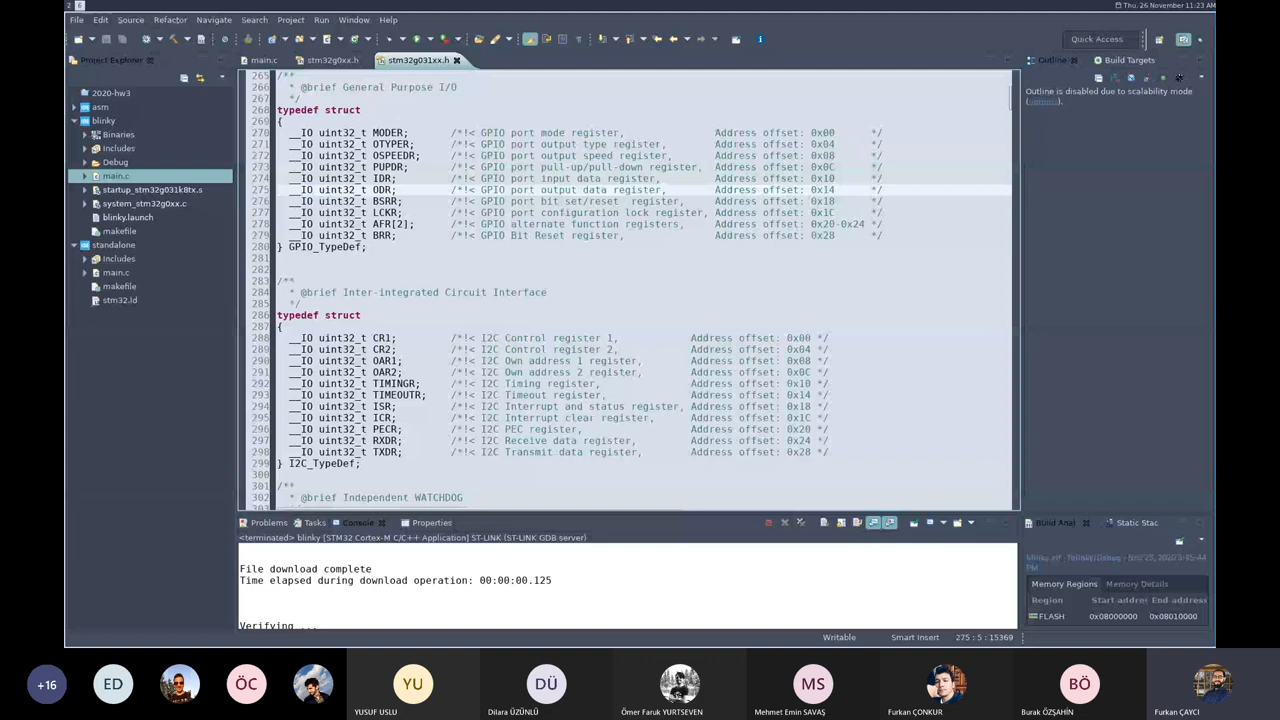 2 6
Thu, 26 November 11:23 AM
File Edit Source Refactor Navigate Search Project Run Window Help
Quick Access
Project Explorer
main.c
stm32g0xx.h
stm32g031xx.h
Outline
Build Targets
Outline is disabled due to scalability mode
2020-hw3
asm
blinky
Binaries
Includes
Debug
main.c
startup_stm32g031k8tx.s
system_stm32g0xx.c
blinky.launch
makefile
standalone
Includes
main.c
makefile
stm32.ld
265 /**
266 * @brief General Purpose I/O
267 */
268 typedef struct
269 {
270 __IO uint32_t MODER; /*!< GPIO port mode register, Address offset: 0x00 */
271 __IO uint32_t OTYPER; /*!< GPIO port output type register, Address offset: 0x04 */
272 __IO uint32_t OSPEEDR; /*!< GPIO port output speed register, Address offset: 0x08 */
273 __IO uint32_t PUPDR; /*!< GPIO port pull-up/pull-down register, Address offset: 0x0C */
274 __IO uint32_t IDR; /*!< GPIO port input data register, Address offset: 0x10 */
275 __IO uint32_t ODR; /*!< GPIO port output data register, Address offset: 0x14 */
276 __IO uint32_t BSRR; /*!< GPIO port bit set/reset register, Address offset: 0x18 */
277 __IO uint32_t LCKR; /*!< GPIO port configuration lock register, Address offset: 0x1C */
278 __IO uint32_t AFR[2]; /*!< GPIO alternate function registers, Address offset: 0x20-0x24 */
279 __IO uint32_t BRR; /*!< GPIO Bit Reset register, Address offset: 0x28 */
280 } GPIO_TypeDef;
281
282
283 /**
284 * @brief Inter-integrated Circuit Interface
285 */
286 typedef struct
287 {
288 __IO uint32_t CR1; /*!< I2C Control register 1, Address offset: 0x00 */
289 __IO uint32_t CR2; /*!< I2C Control register 2, Address offset: 0x04 */
290 __IO uint32_t OAR1; /*!< I2C Own address 1 register, Address offset: 0x08 */
291 __IO uint32_t OAR2; /*!< I2C Own address 2 register, Address offset: 0x0C */
292 __IO uint32_t TIMINGR; /*!< I2C Timing register, Address offset: 0x10 */
293 __IO uint32_t TIMEOUTR; /*!< I2C Timeout register, Address offset: 0x14 */
294 __IO uint32_t ISR; /*!< I2C Interrupt and status register, Address offset: 0x18 */
295 __IO uint32_t ICR; /*!< I2C Interrupt clear register, Address offset: 0x1C */
296 __IO uint32_t PECR; /*!< I2C PEC register, Address offset: 0x20 */
297 __IO uint32_t RXDR; /*!< I2C Receive data register, Address offset: 0x24 */
298 __IO uint32_t TXDR; /*!< I2C Transmit data register, Address offset: 0x28 */
299 } I2C_TypeDef;
300
301 /**
302 * @brief Independent WATCHDOG
303
Problems Tasks Console Properties
<terminated> blinky [STM32 Cortex-M C/C++ Application] ST-LINK (ST-LINK GDB server)
File download complete
Time elapsed during download operation: 00:00:00.125
Verifying ...
Build Anal
Static Stac
PM
Memory Regions Memory Details
Region Start addres End address
FLASH 0x08000000 0x08010000
Writable Smart Insert 275 : 5 : 15369
+16
ED
ÖC
YU
YUSUF USLU
DÜ
Dilara ÜZÜNLÜ
Ömer Faruk YURTSEVEN
MS
Mehmet Emin SAVAŞ
Furkan ÇONKUR
BÖ
Burak ÖZŞAHİN
Furkan ÇAYCI